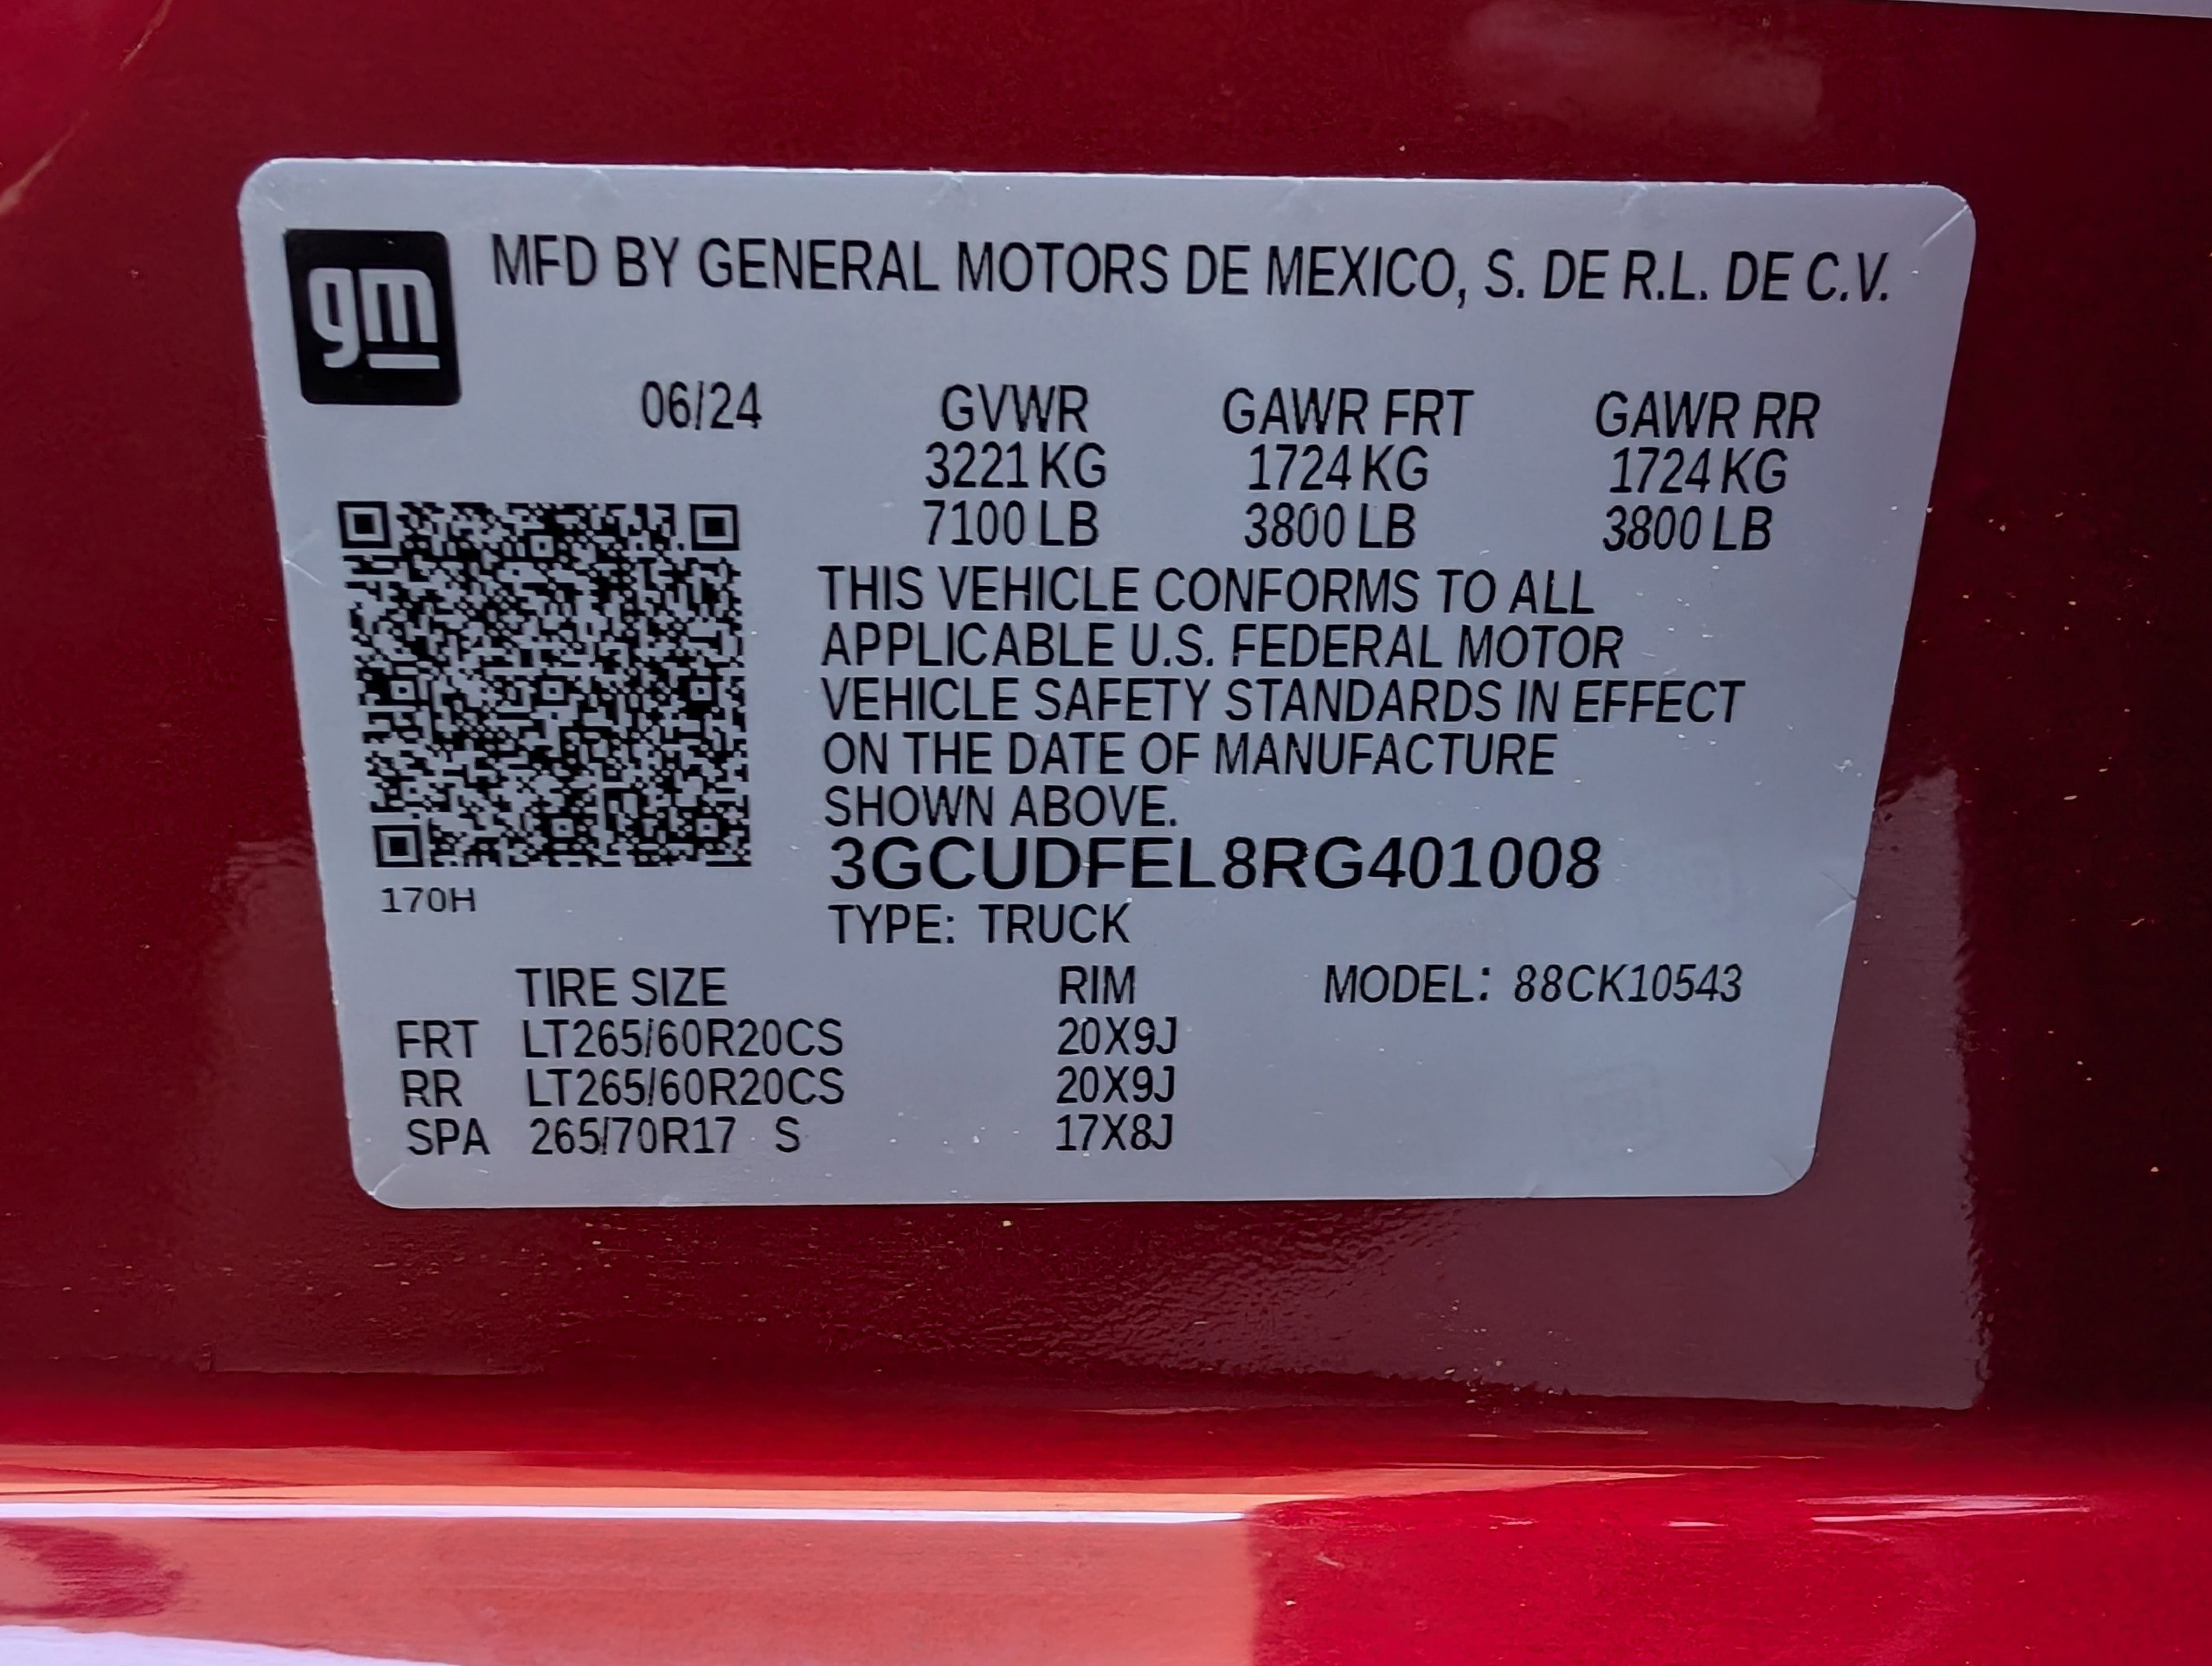 gm
MFD BY GENERAL MOTORS DE MEXICO, S. DE R.L. DE C.V.
06/24 GVWR GAWR FRT GAWR RR
3221 KG 1724 KG 1724 KG
7100 LB 3800 LB 3800 LB
THIS VEHICLE CONFORMS TO ALL
APPLICABLE U.S. FEDERAL MOTOR
VEHICLE SAFETY STANDARDS IN EFFECT
ON THE DATE OF MANUFACTURE
SHOWN ABOVE.
3GCUDFEL8RG401008
170H
TYPE: TRUCK
TIRE SIZE RIM MODEL: 88CK10543
FRT LT265/60R20CS 20X9J
RR LT265/60R20CS 20X9J
SPA 265/70R17 S 17X8J